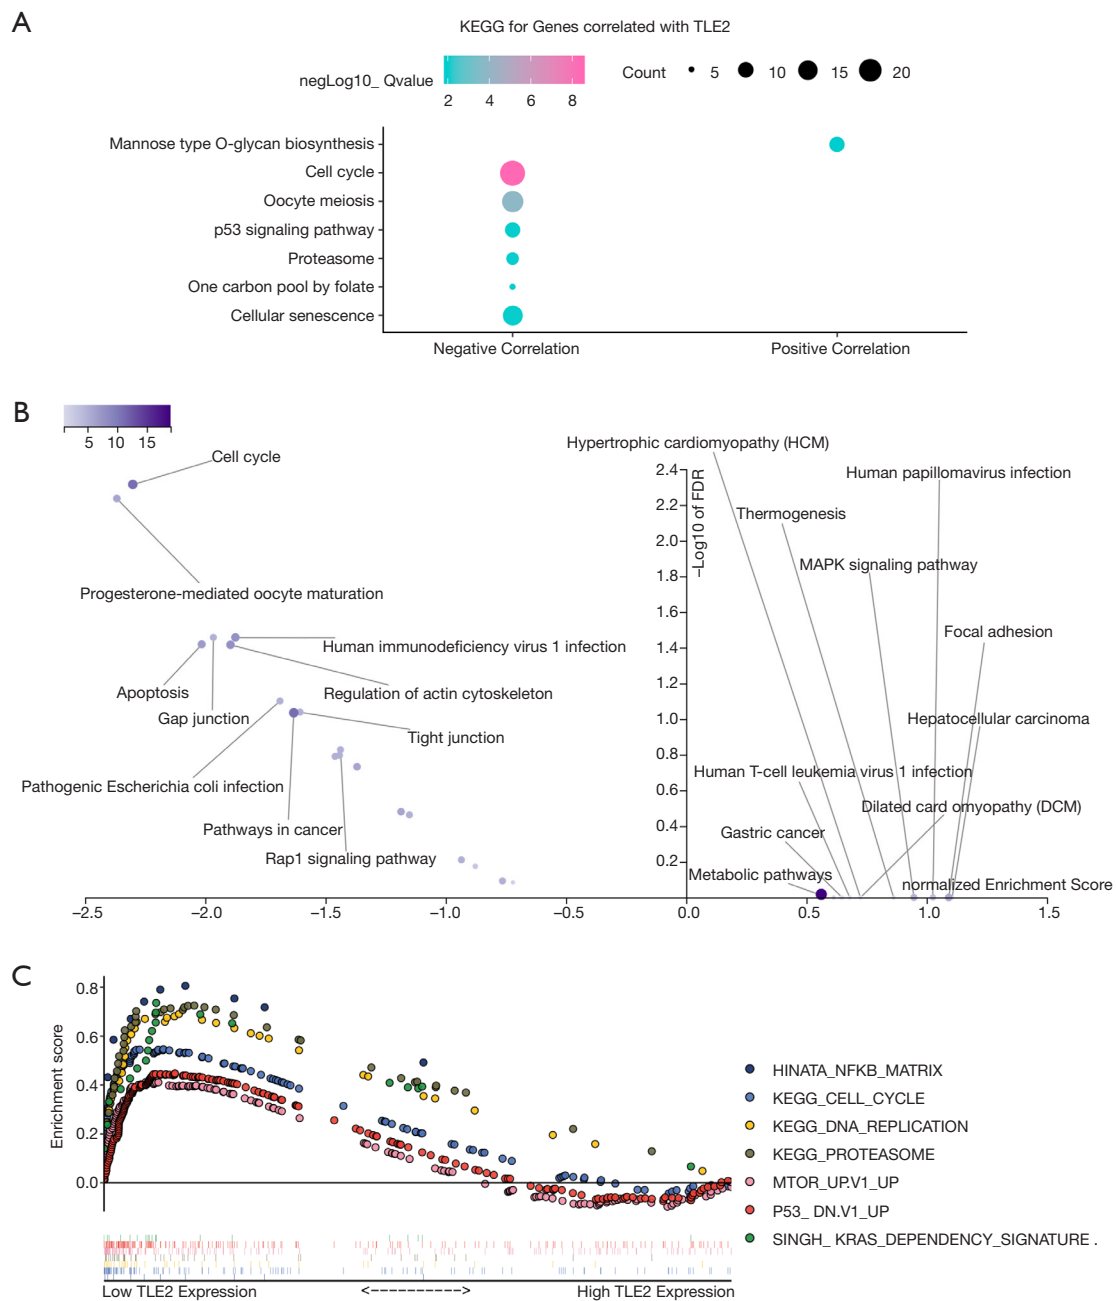 A
KEGG for Genes correlated with TLE2
negLog10_ Qvalue
2 4 6 8
Count 5 10 15 20
Mannose type O-glycan biosynthesis
Cell cycle
Oocyte meiosis
p53 signaling pathway
Proteasome
One carbon pool by folate
Cellular senescence
Negative Correlation Positive Correlation
B
5 10 15
Cell cycle
Progesterone-mediated oocyte maturation
Human immunodeficiency virus 1 infection
Apoptosis
Regulation of actin cytoskeleton
Gap junction
Tight junction
Pathogenic Escherichia coli infection
Pathways in cancer
Rap1 signaling pathway
Hypertrophic cardiomyopathy (HCM)
Human papillomavirus infection
Thermogenesis
MAPK signaling pathway
Focal adhesion
Hepatocellular carcinoma
Human T-cell leukemia virus 1 infection
Dilated card omyopathy (DCM)
Gastric cancer
Metabolic pathways
normalized Enrichment Score
−Log10 of FDR
2.4
2.2
2.0
1.8
1.6
1.4
1.2
1.0
0.8
0.6
0.4
0.2
−2.5 −2.0 −1.5 −1.0 −0.5 0.0 0.5 1.0 1.5
C
Enrichment score
0.8
0.6
0.4
0.2
0.0
HINATA_NFKB_MATRIX
KEGG_CELL_CYCLE
KEGG_DNA_REPLICATION
KEGG_PROTEASOME
MTOR_UP.V1_UP
P53_ DN.V1_UP
SINGH_ KRAS_DEPENDENCY_SIGNATURE .
Low TLE2 Expression <--------------> High TLE2 Expression